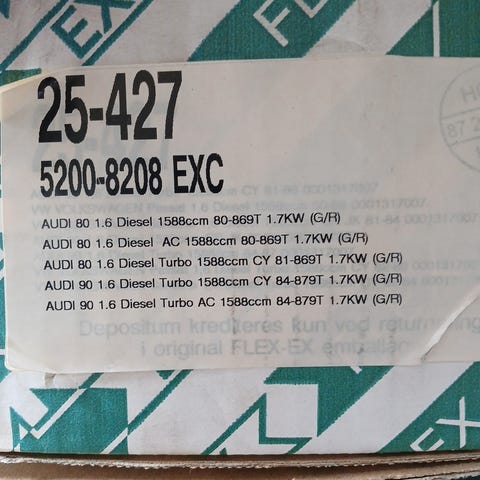 25-427
5200-8208 EXC
AUDI 80 1.6 Diesel 1588ccm 80-869T 1.7KW (G/R)
AUDI 80 1.6 Diesel AC 1588ccm 80-869T 1.7KW (G/R)
AUDI 80 1.6 Diesel Turbo 1588ccm CY 81-869T 1.7KW (G/R)
AUDI 90 1.6 Diesel Turbo 1588ccm CY 84-879T 1.7KW (G/R)
AUDI 90 1.6 Diesel Turbo AC 1588ccm 84-879T 1.7KW (G/R)
Depositum krediteres kun ved
i original FLEX-EX
EX
FL
EX